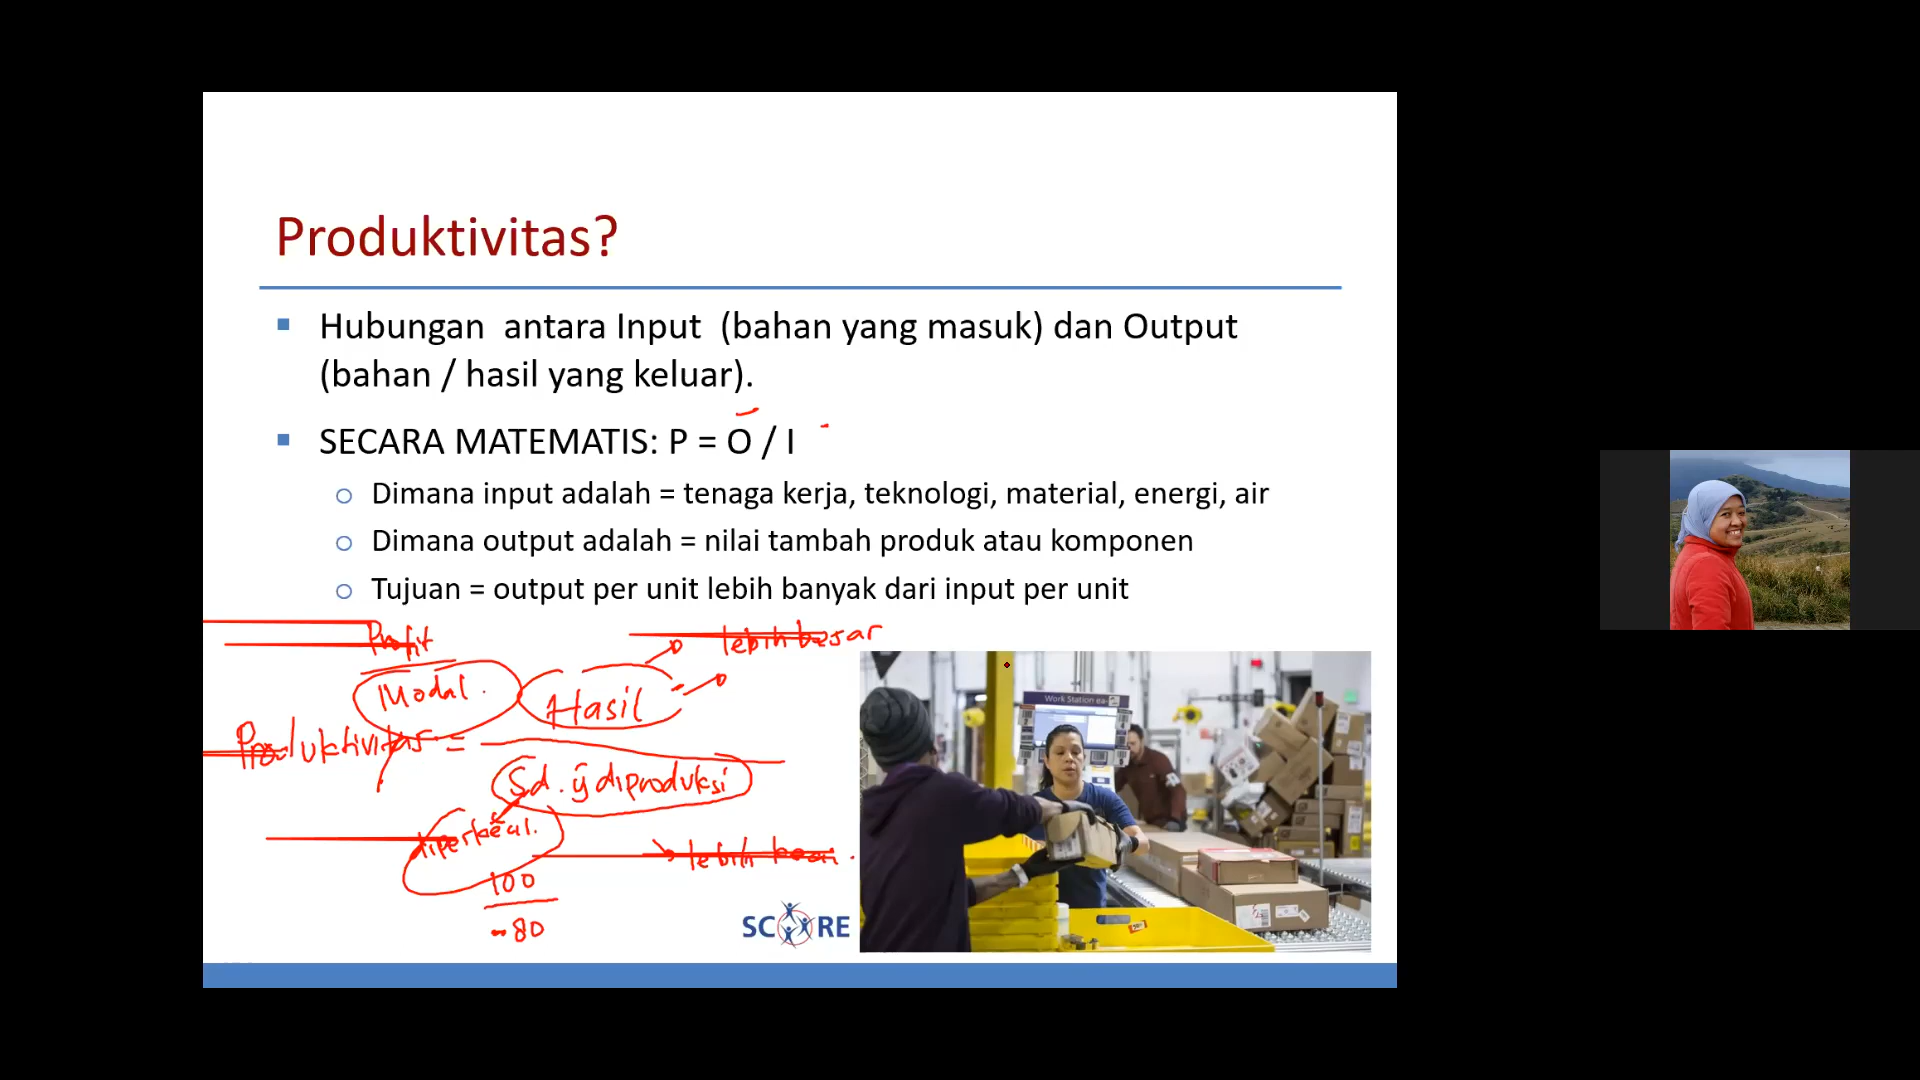 Produktivitas?
Hubungan antara Input (bahan yang masuk) dan Output
(bahan / hasil yang keluar).
SECARA MATEMATIS: P = O / I
Dimana input adalah = tenaga kerja, teknologi, material, energi, air
Dimana output adalah = nilai tambah produk atau komponen
Tujuan = output per unit lebih banyak dari input per unit
Profit
lebih besar
Modal.
Hasil
Produktivitas =
Sd. yg diproduksi
lebih
100
80
Work Station
SCORE